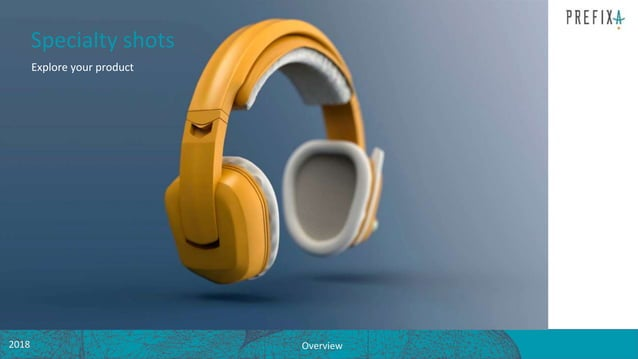 Specialty shots
PREFIXA
Explore your product
2018
Overview